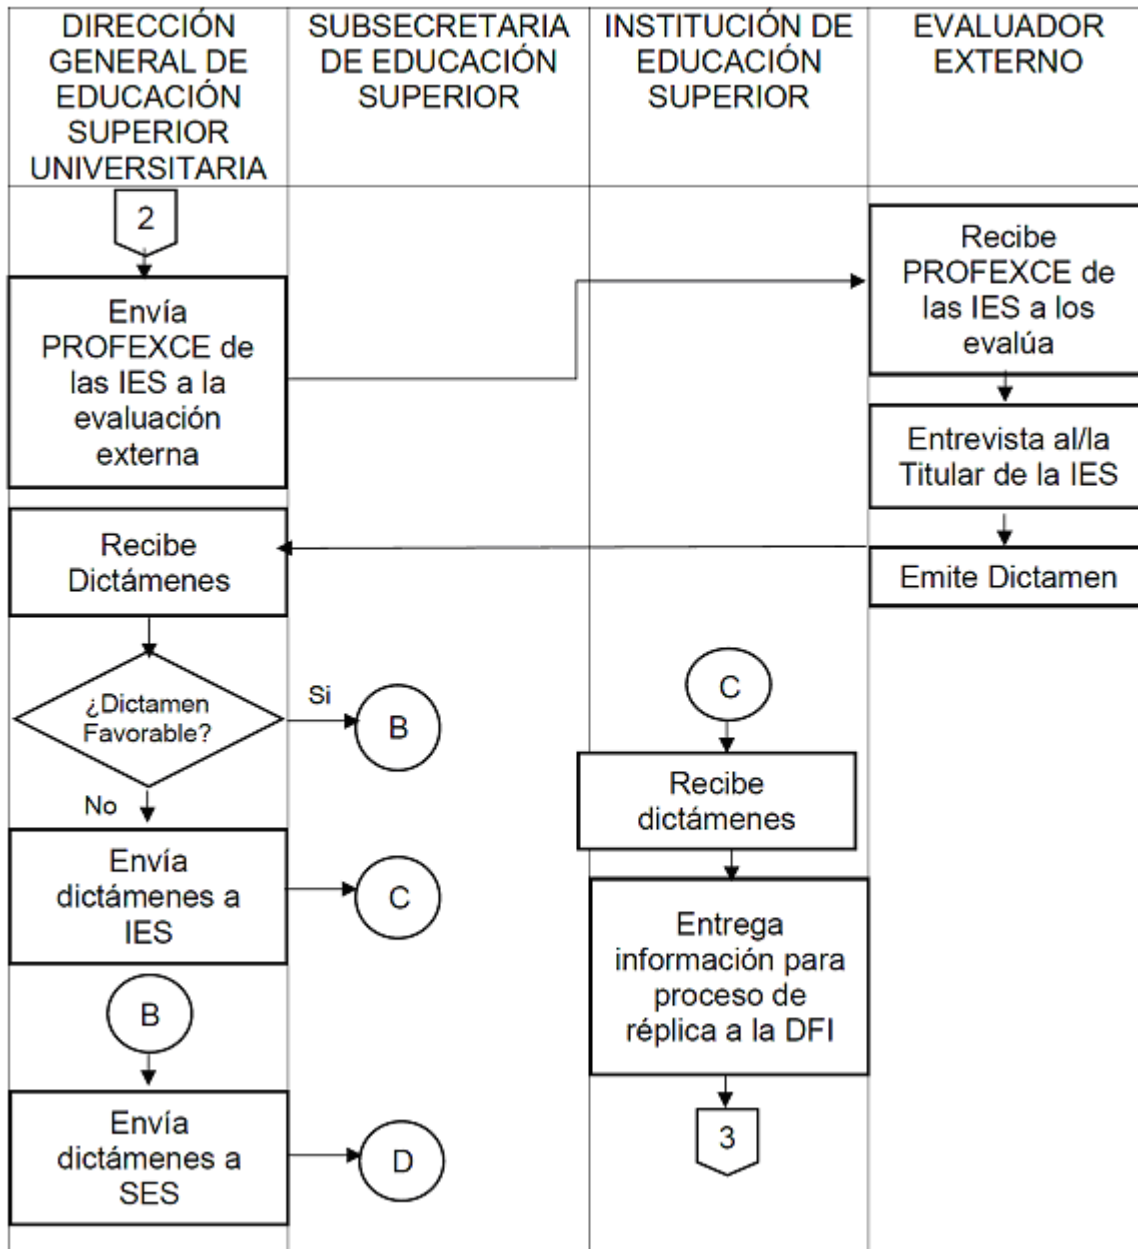 DIRECCIÓN
GENERAL DE
EDUCACIÓN
SUPERIOR
UNIVERSITARIA
SUBSECRETARIA
DE EDUCACIÓN
SUPERIOR
INSTITUCIÓN DE
EDUCACIÓN
SUPERIOR
EVALUADOR
EXTERNO
2
Envía
PROFEXCE de
las IES a la
evaluación
externa
Recibe
PROFEXCE de
las IES a los
evalúa
Entrevista al/la
Titular de la IES
Emite Dictamen
Recibe
Dictámenes
¿Dictamen
Favorable?
Si
B
No
Envía
dictámenes a
IES
C
B
Envía
dictámenes a
SES
D
C
Recibe
dictámenes
Entrega
información para
proceso de
réplica a la DFI
3